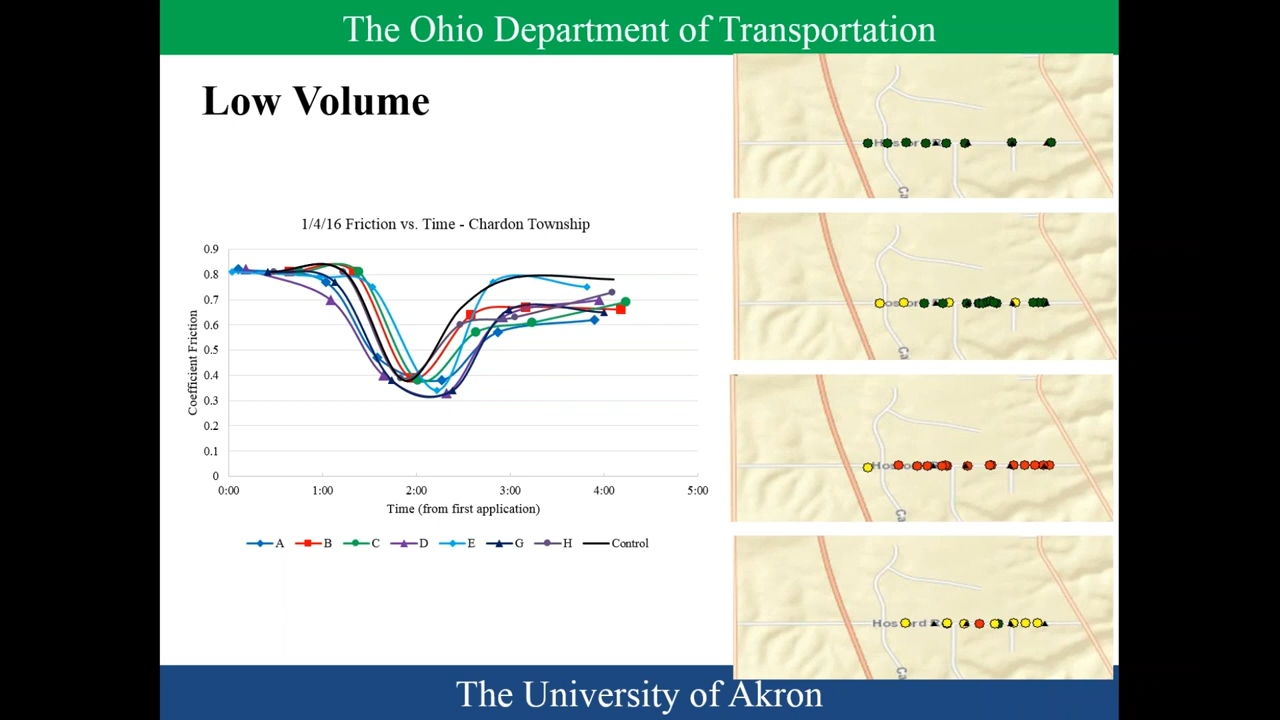 The Ohio Department of Transportation
Low Volume
1/4/16 Friction vs. Time - Chardon Township
Coefficient Friction
0.9
0.8
0.7
0.6
0.5
0.4
0.3
0.2
0.1
0
0:00 1:00 2:00 3:00 4:00 5:00
Time (from first application)
A B C D E G H Control
The University of Akron